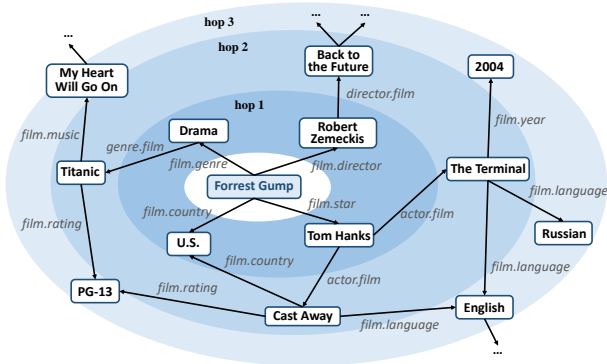 hop 3
...
... ...
hop 2
My Heart
Will Go On
Back to
the Future
2004
hop 1
director.film
film.music
Drama
Robert
Zemeckis
film.year
genre.film
film.genre
film.director
Titanic
The Terminal
Forrest Gump
film.language
film.star
film.country
actor.film
film.rating
U.S.
Tom Hanks
Russian
film.country
film.language
actor.film
film.rating
PG-13
English
Cast Away
film.language
...